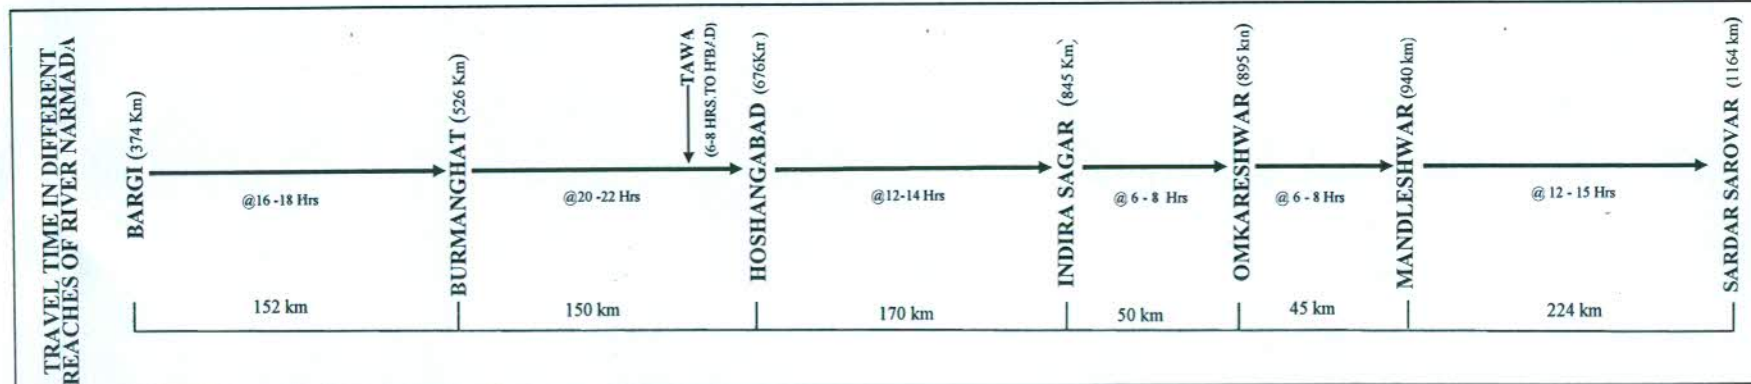 TRAVEL TIME IN DIFFERENT
REACHES OF RIVER NARMADA
BARGI (374 Km)
@16 -18 Hrs
BURMANGHAT (526 Km)
@20 -22 Hrs
TAWA
(6-8 HRS.TO H'BAD)
HOSHANGABAD (676Km)
@12-14 Hrs
INDIRA SAGAR (845 Km)
@ 6 - 8 Hrs
OMKARESHWAR (895 km)
@ 6 - 8 Hrs
MANDLESHWAR (940 km)
@ 12 - 15 Hrs
SARDAR SAROVAR (1164 km)
152 km
150 km
170 km
50 km
45 km
224 km